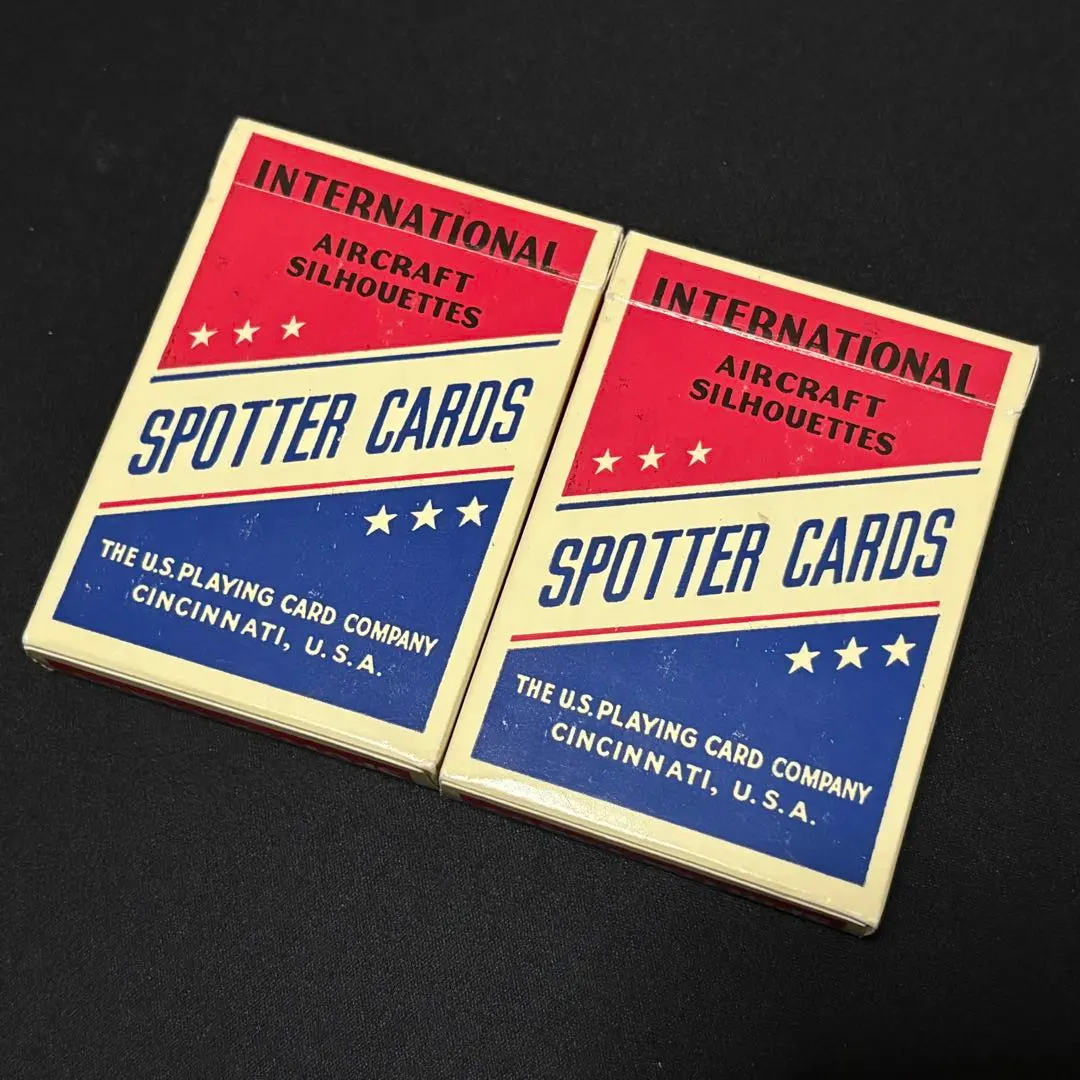 INTERNATIONAL
AIRCRAFT
SILHOUETTES
SPOTTER CARDS
THE U.S. PLAYING CARD COMPANY
CINCINNATI, U.S.A.
INTERNATIONAL
AIRCRAFT
SILHOUETTES
SPOTTER CARDS
THE U.S. PLAYING CARD COMPANY
CINCINNATI, U.S.A.